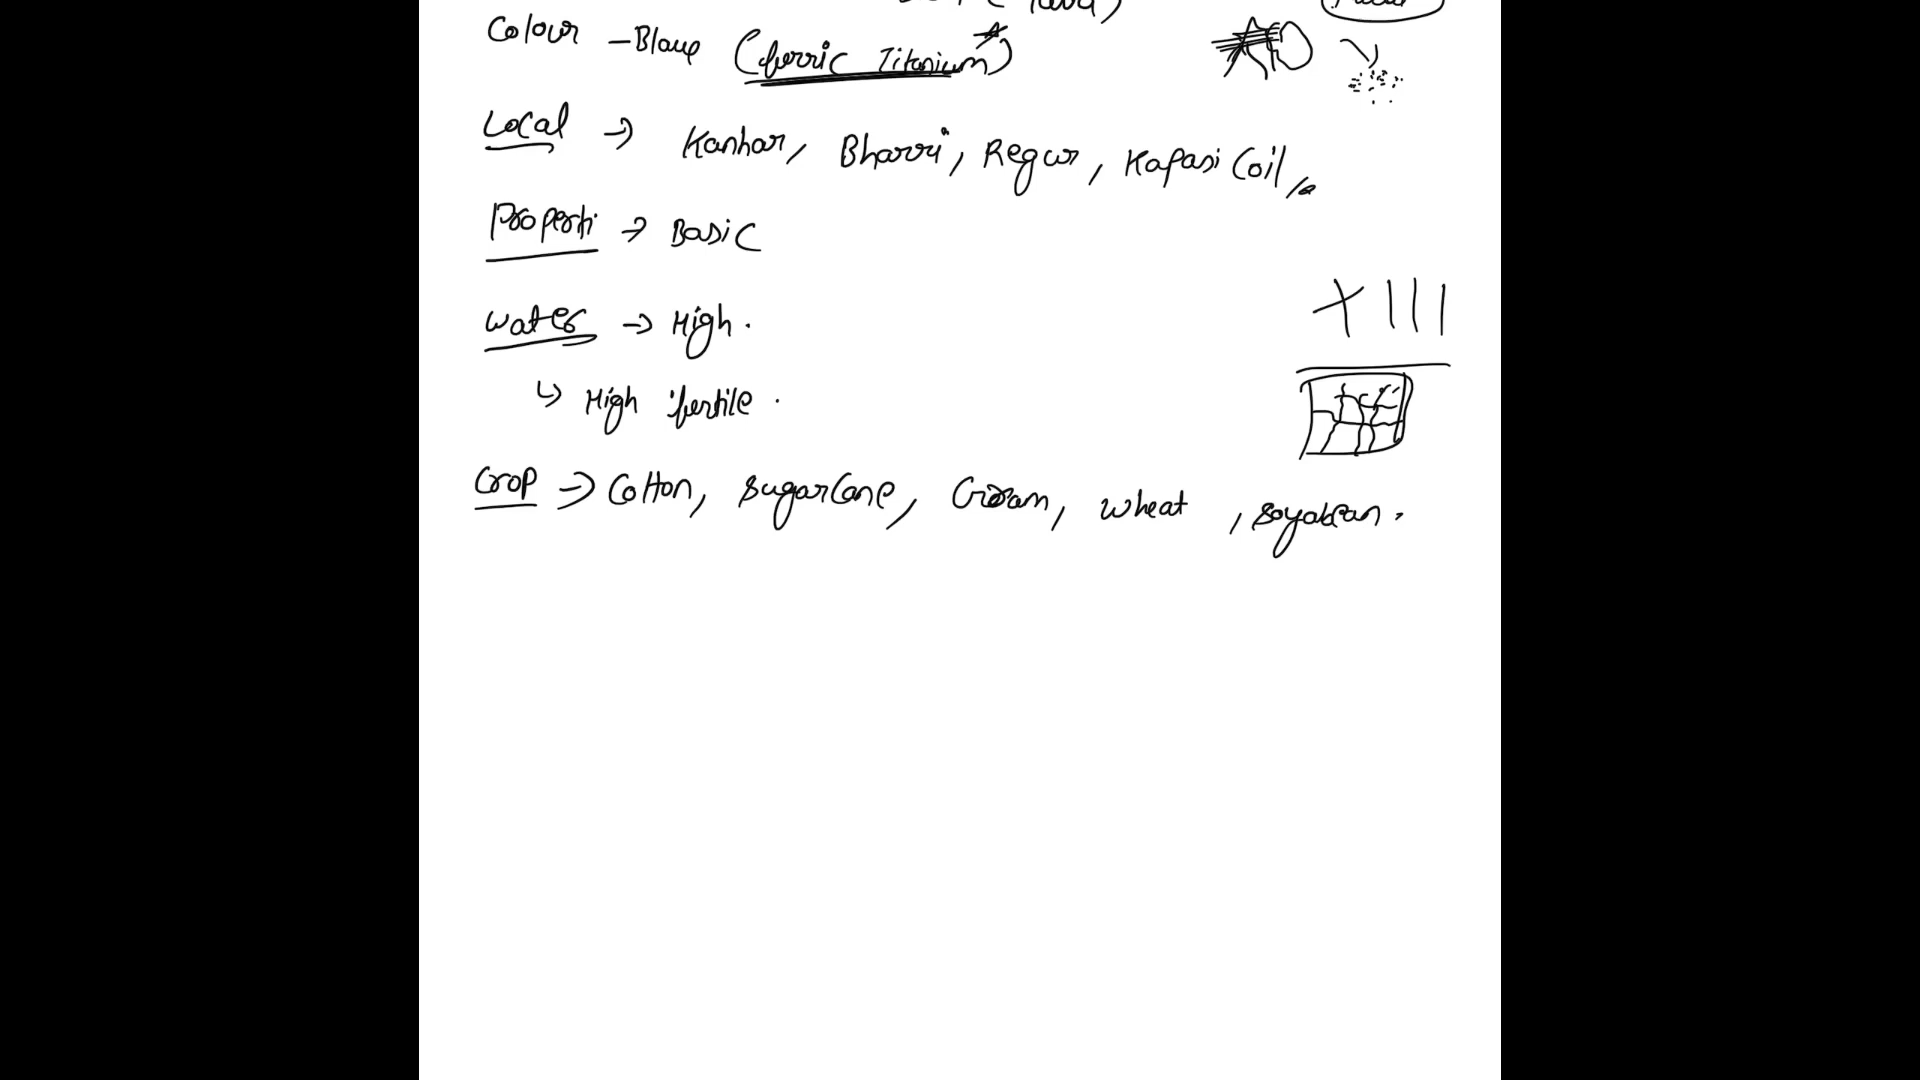 Colour - Blaup (ferric Titanium)
Local → Kanhar, Bharri, Regur, Kapasi Coil,
Properti → Basic
Water → High.
↳ High fertile.
Crop → Cotton, Sugarcane, Gram, wheat, Soyabean.